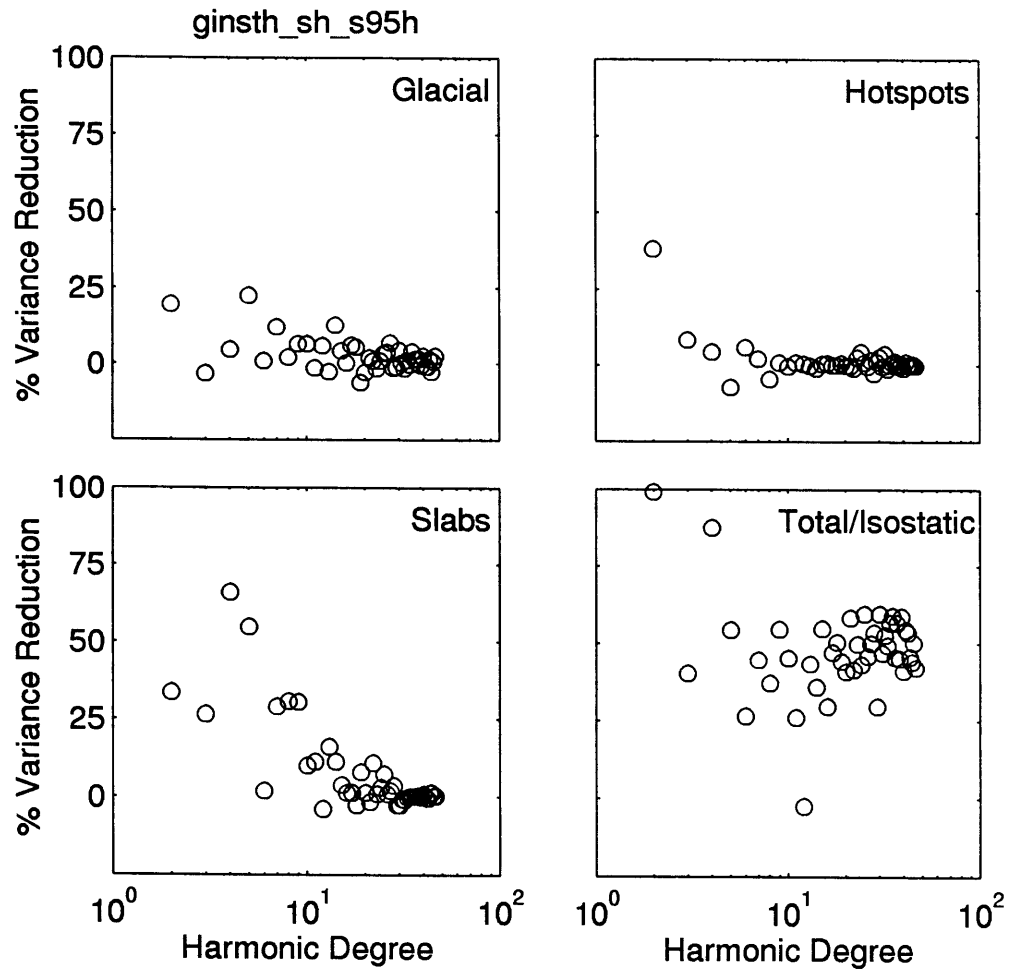 ginsth_sh_s95h
100
75
50
25
0
% Variance Reduction
Glacial
Hotspots
100
75
50
25
0
% Variance Reduction
Slabs
Total/Isostatic
10^0 10^1 10^2
Harmonic Degree
10^0 10^1 10^2
Harmonic Degree